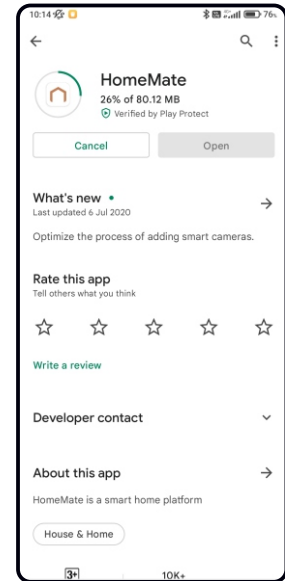 10:14
76%
HomeMate
26% of 80.12 MB
Verified by Play Protect
Cancel
Open
What's new •
Last updated 6 Jul 2020
Optimize the process of adding smart cameras.
Rate this app
Tell others what you think
Write a review
Developer contact
About this app
HomeMate is a smart home platform
House & Home
3+
10K+